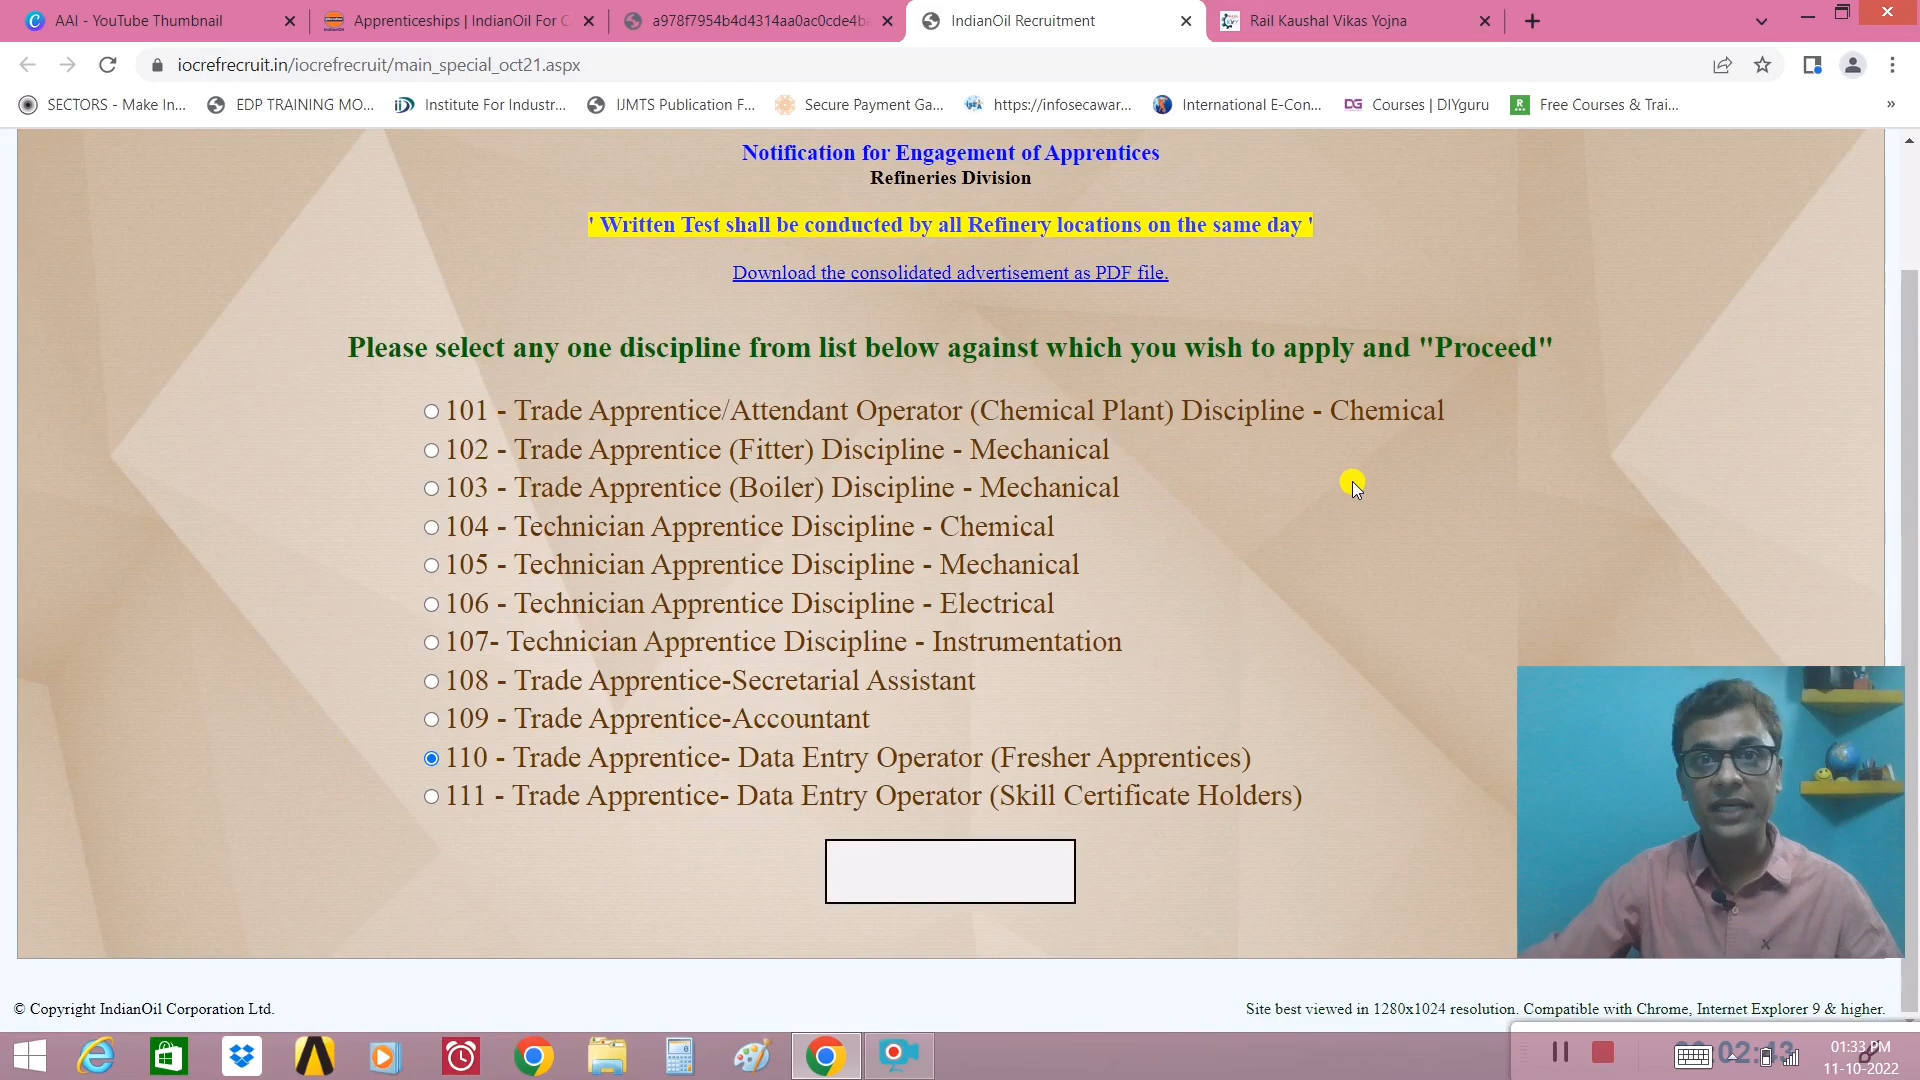 AAI - YouTube Thumbnail
Apprenticeships | IndianOil For C
a978f7954b4d4314aa0ac0cde4ba
IndianOil Recruitment
Rail Kaushal Vikas Yojna
iocrefrecruit.in/iocrefrecruit/main_special_oct21.aspx
SECTORS - Make In...
EDP TRAINING MO...
Institute For Industr...
IJMTS Publication F...
Secure Payment Ga...
https://infosecawar...
International E-Con...
DG Courses | DIYguru
Free Courses & Trai...
Notification for Engagement of Apprentices
Refineries Division
' Written Test shall be conducted by all Refinery locations on the same day '
Download the consolidated advertisement as PDF file.
Please select any one discipline from list below against which you wish to apply and "Proceed"
101 - Trade Apprentice/Attendant Operator (Chemical Plant) Discipline - Chemical
102 - Trade Apprentice (Fitter) Discipline - Mechanical
103 - Trade Apprentice (Boiler) Discipline - Mechanical
104 - Technician Apprentice Discipline - Chemical
105 - Technician Apprentice Discipline - Mechanical
106 - Technician Apprentice Discipline - Electrical
107- Technician Apprentice Discipline - Instrumentation
108 - Trade Apprentice-Secretarial Assistant
109 - Trade Apprentice-Accountant
110 - Trade Apprentice- Data Entry Operator (Fresher Apprentices)
111 - Trade Apprentice- Data Entry Operator (Skill Certificate Holders)
© Copyright IndianOil Corporation Ltd.
Site best viewed in 1280x1024 resolution. Compatible with Chrome, Internet Explorer 9 & higher.
01:33 PM
11-10-2022